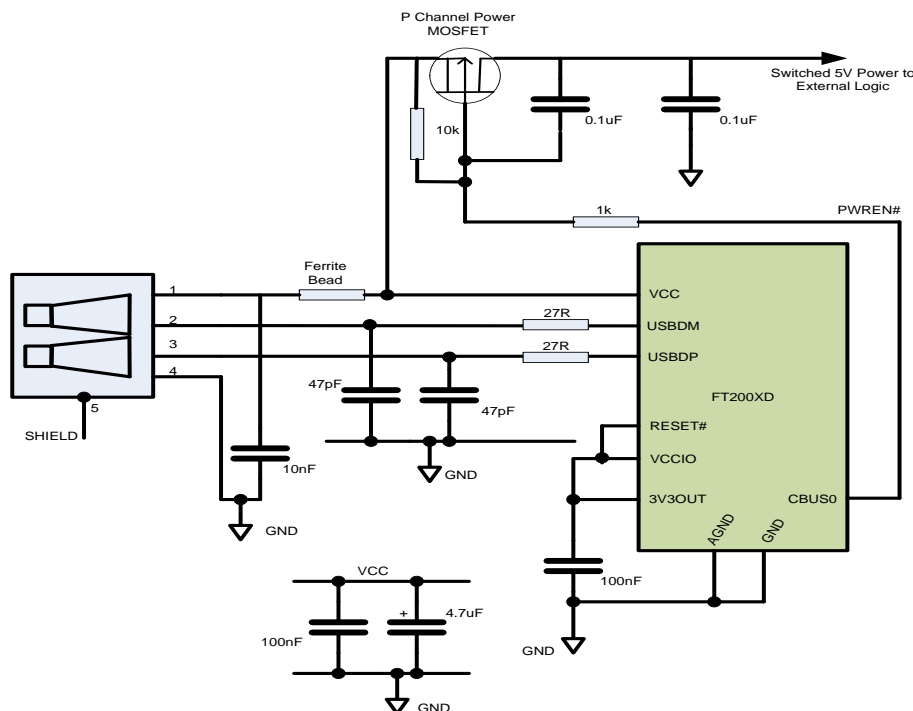 P Channel Power
MOSFET
Switched 5V Power to
External Logic
0.1uF
0.1uF
10k
1k
PWREN#
Ferrite
Bead
1
VCC
2
27R
USBDM
3
27R
USBDP
4
47pF
47pF
FT200XD
5
SHIELD
RESET#
10nF
VCCIO
GND
3V3OUT
CBUS0
GND
AGND
GND
100nF
VCC
4.7uF
+
100nF
GND
GND